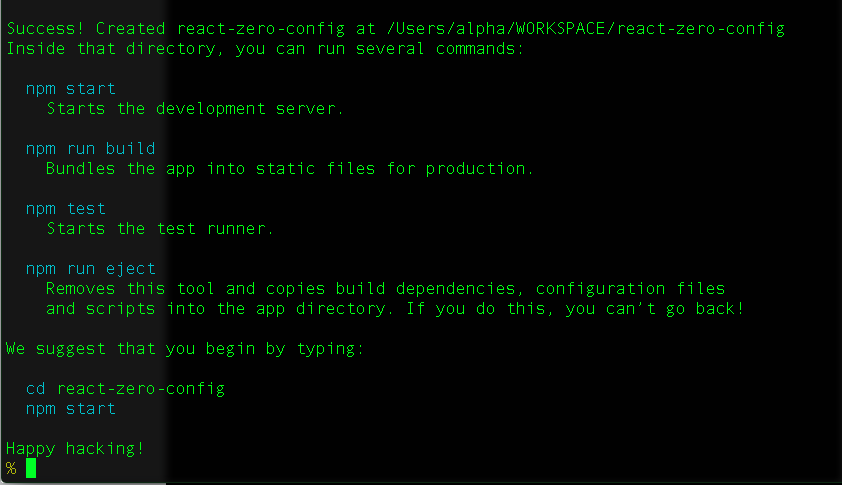 Success! Created react-zero-config at /Users/alpha/WORKSPACE/react-zero-config
Inside that directory, you can run several commands:
npm start
Starts the development server.
npm run build
Bundles the app into static files for production.
npm test
Starts the test runner.
npm run eject
Removes this tool and copies build dependencies, configuration files
and scripts into the app directory. If you do this, you can’t go back!
We suggest that you begin by typing:
cd react-zero-config
npm start
Happy hacking!
%